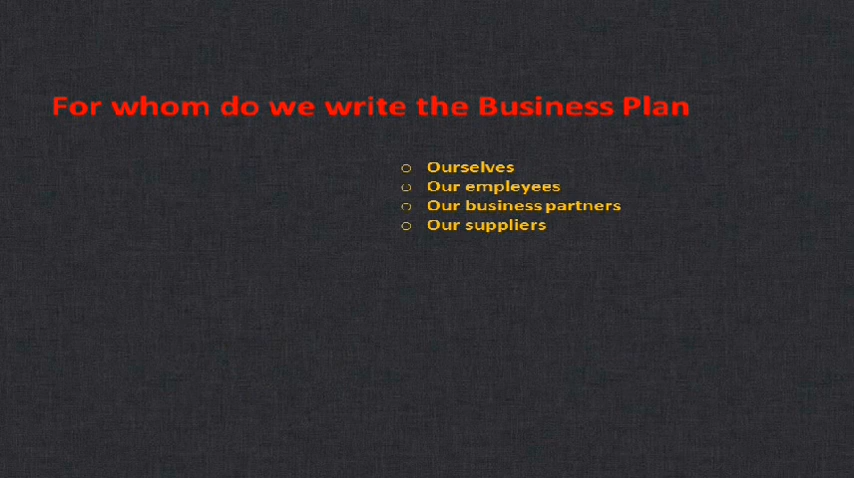 For whom do we write the Business Plan
Ourselves
Our empleyees
Our business partners
Our suppliers